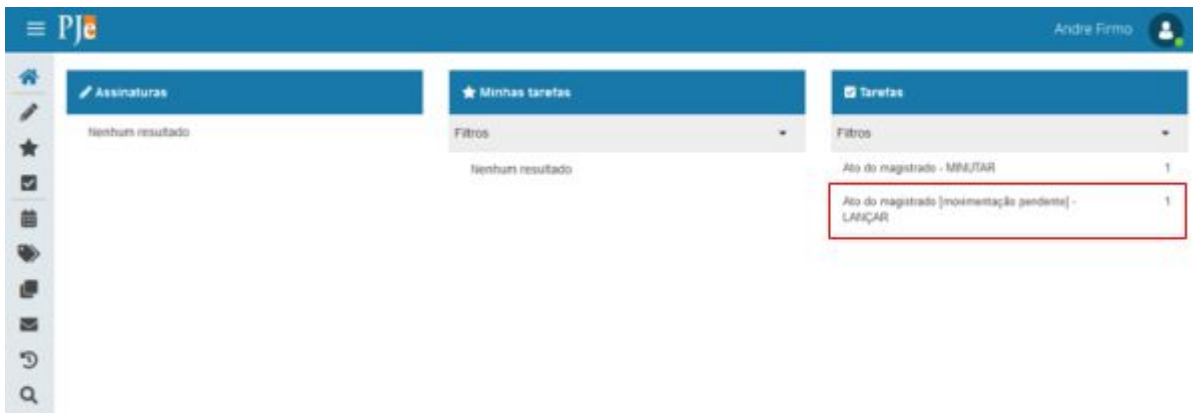 PJe
Andre Firmo
Assinaturas
Nenhum resultado
Minhas tarefas
Filtros
Nenhum resultado
Tarefas
Filtros
Ato do magistrado - MINUTAR 1
Ato do magistrado [movimentação pendente] - 1
LANÇAR